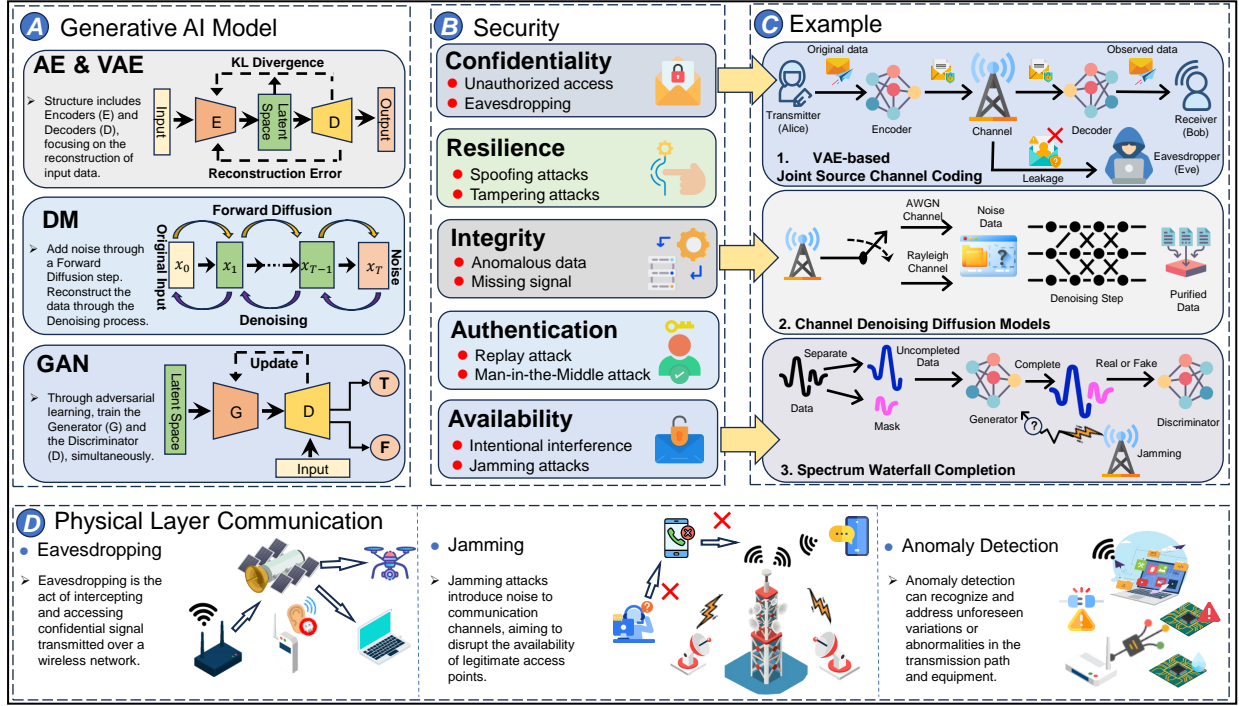 A Generative AI Model
AE & VAE
Structure includes
Encoders (E) and
Decoders (D),
focusing on the
reconstruction of
input data.
KL Divergence
Input
E
Latent
Space
D
Output
Reconstruction Error
DM
Add noise through
a Forward
Diffusion step.
Reconstruct the
data through the
Denoising process.
Forward Diffusion
Original Input
x₀
x₁
x_{T−1}
x_T
Noise
Denoising
GAN
Through adversarial
learning, train the
Generator (G) and
the Discriminator
(D), simultaneously.
Latent Space
Update
G
D
T
F
Input
B Security
Confidentiality
Unauthorized access
Eavesdropping
Resilience
Spoofing attacks
Tampering attacks
Integrity
Anomalous data
Missing signal
Authentication
Replay attack
Man-in-the-Middle attack
Availability
Intentional interference
Jamming attacks
C Example
Original data
Observed data
Transmitter
(Alice)
Encoder
Channel
Decoder
Receiver
(Bob)
Leakage
Eavesdropper
(Eve)
1. VAE-based
Joint Source Channel Coding
AWGN
Channel
Rayleigh
Channel
Noise
Data
?
Denoising Step
Purified
Data
2. Channel Denoising Diffusion Models
Separate
Uncompleted
Data
Complete
Real or Fake
Data
Mask
Generator
Discriminator
?
Jamming
3. Spectrum Waterfall Completion
D Physical Layer Communication
Eavesdropping
Eavesdropping is the
act of intercepting
and accessing
confidential signal
transmitted over a
wireless network.
Jamming
Jamming attacks
introduce noise to
communication
channels, aiming to
disrupt the availability
of legitimate access
points.
?
Anomaly Detection
Anomaly detection
can recognize and
address unforeseen
variations or
abnormalities in the
transmission path
and equipment.